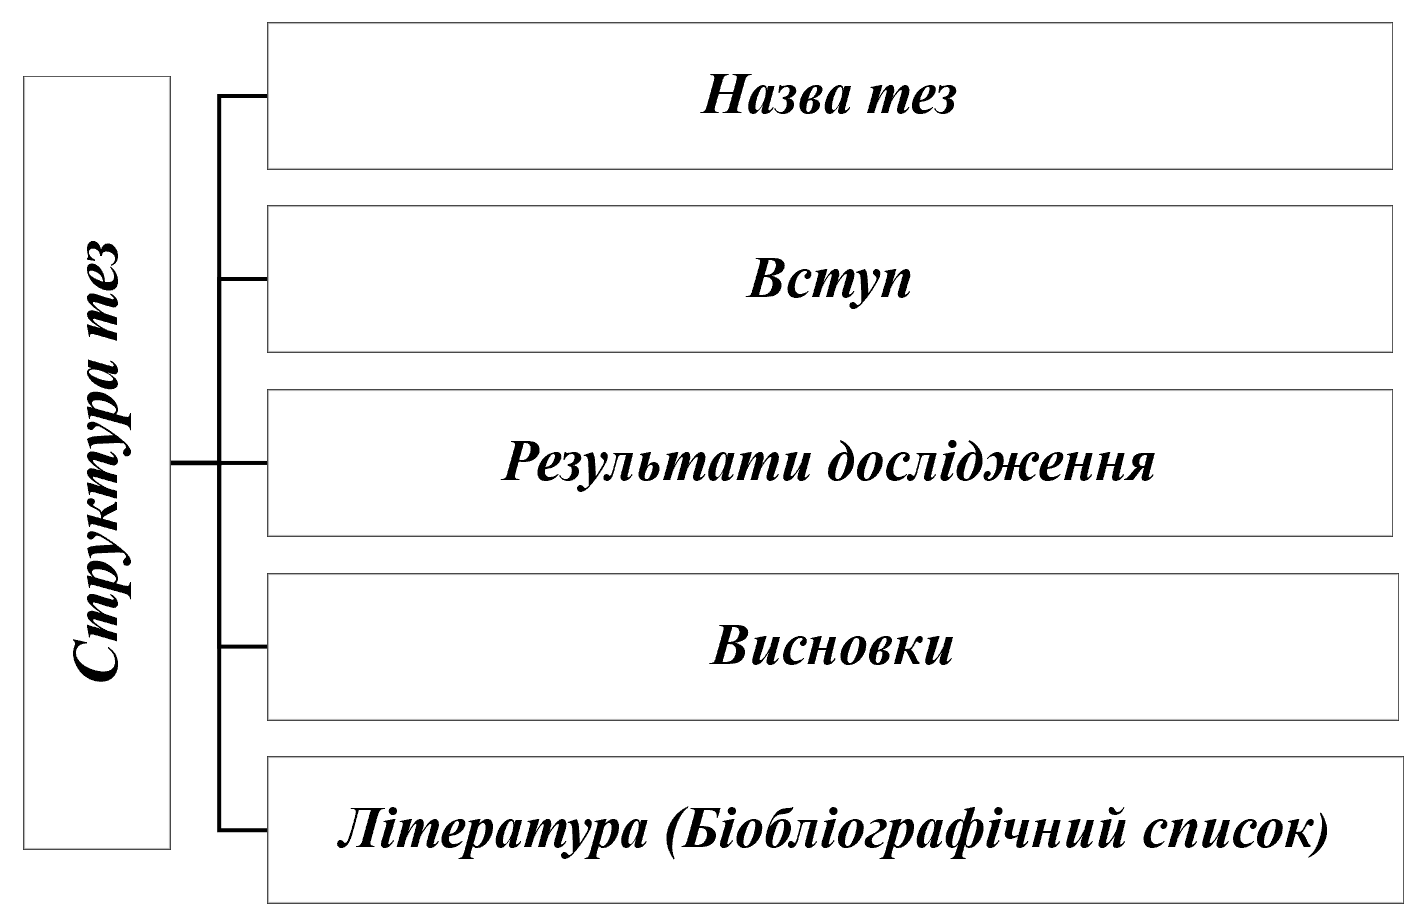 Структура тез
Назва тез
Вступ
Результати дослідження
Висновки
Література (Біобліографічний список)